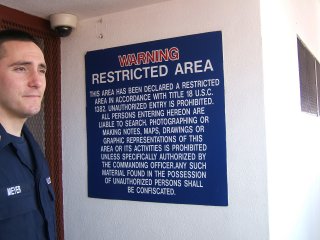 WARNING
RESTRICTED AREA
THIS AREA HAS BEEN DECLARED A RESTRICTED
AREA IN ACCORDANCE WITH TITLE 18 U.S.C.
1382. UNAUTHORIZED ENTRY IS PROHIBITED.
ALL PERSONS ENTERING HEREON ARE
LIABLE TO SEARCH. PHOTOGRAPHING OR
MAKING NOTES, MAPS, DRAWINGS OR
GRAPHIC REPRESENTATIONS OF THIS
AREA OR ITS ACTIVITIES IS PROHIBITED
UNLESS SPECIFICALLY AUTHORIZED BY
THE COMMANDING OFFICER. ANY SUCH
MATERIAL FOUND IN THE POSSESSION
OF UNAUTHORIZED PERSONS SHALL
BE CONFISCATED.
MEYER